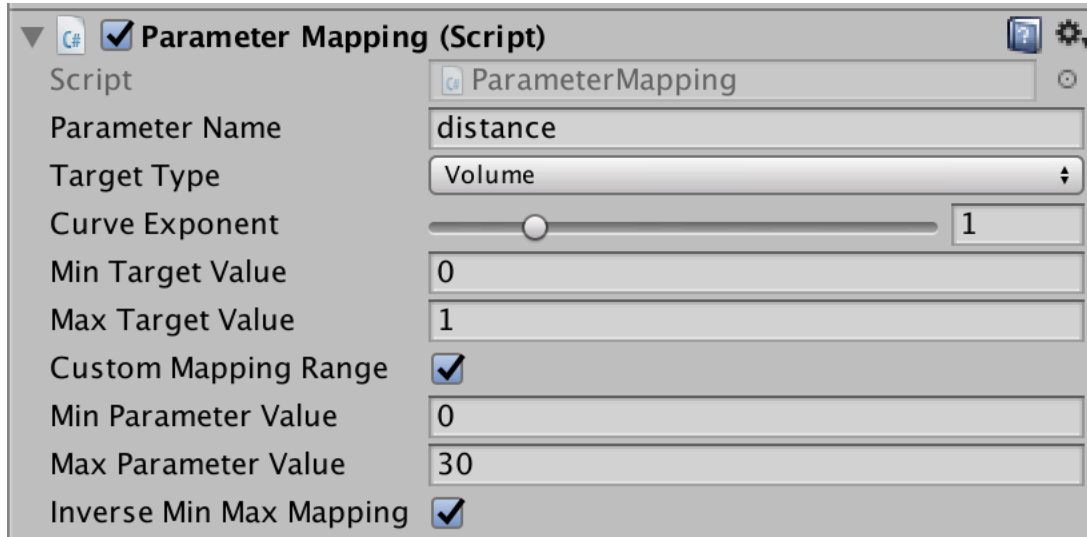 Parameter Mapping (Script)
Script ParameterMapping
Parameter Name distance
Target Type Volume
Curve Exponent 1
Min Target Value 0
Max Target Value 1
Custom Mapping Range
Min Parameter Value 0
Max Parameter Value 30
Inverse Min Max Mapping